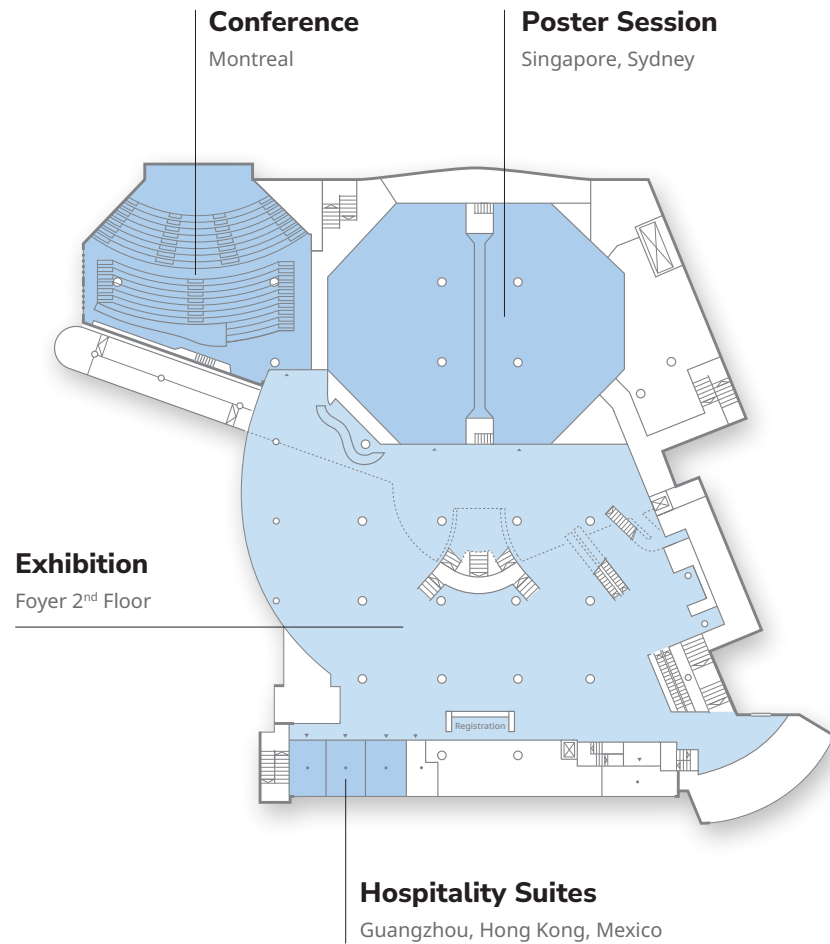 Conference
Montreal
Poster Session
Singapore, Sydney
Exhibition
Foyer 2nd Floor
Registration
Hospitality Suites
Guangzhou, Hong Kong, Mexico